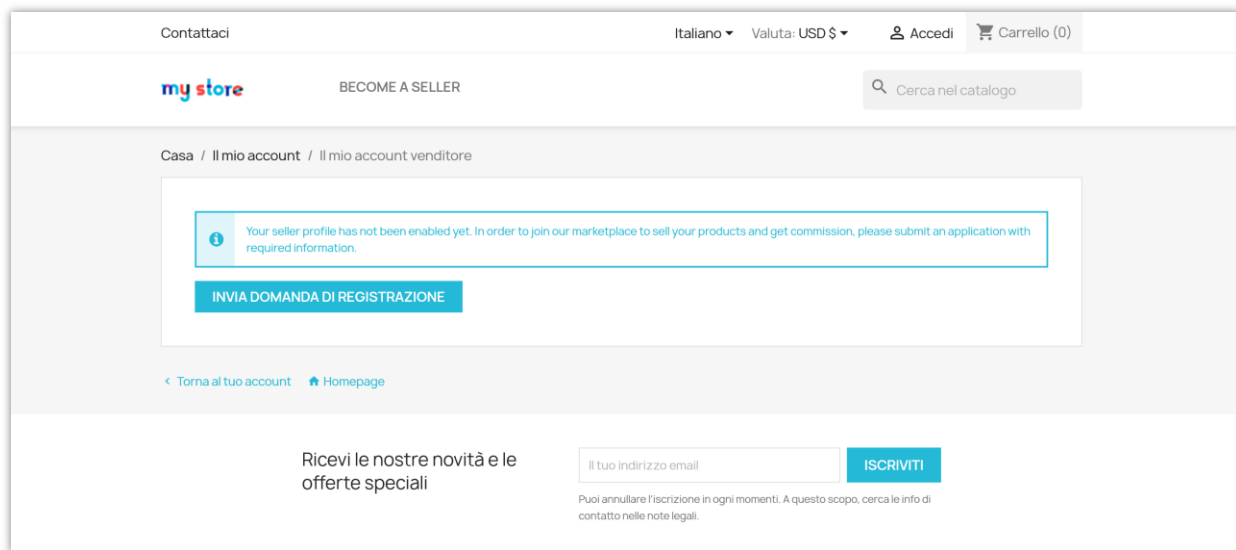 Contattaci
Italiano
Valuta: USD $
Accedi
Carrello (0)
my store
BECOME A SELLER
Cerca nel catalogo
Casa / Il mio account / Il mio account venditore
Your seller profile has not been enabled yet. In order to join our marketplace to sell your products and get commission, please submit an application with
required information.
INVIA DOMANDA DI REGISTRAZIONE
Torna al tuo account
Homepage
Ricevi le nostre novità e le
offerte speciali
Il tuo indirizzo email
ISCRIVITI
Puoi annullare l'iscrizione in ogni momenti. A questo scopo, cerca le info di
contatto nelle note legali.